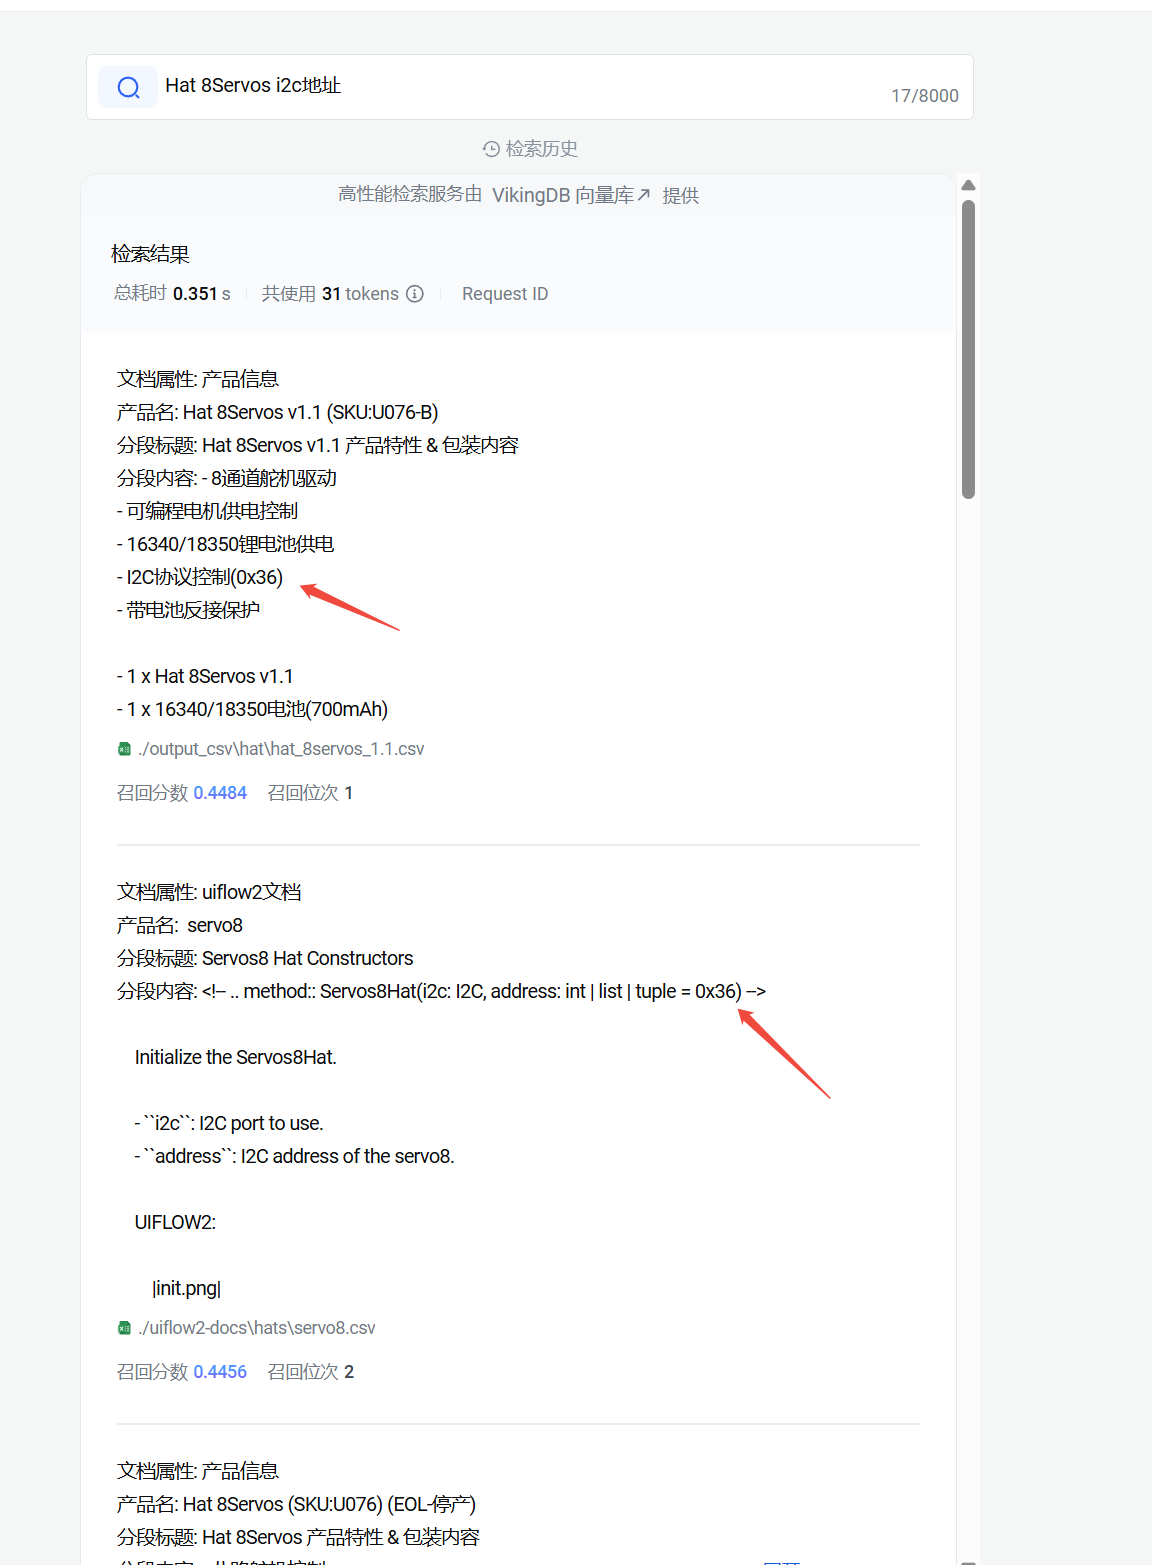 Hat 8Servos i2c地址
17/8000
检索历史
高性能检索服务由 VikingDB 向量库 提供
检索结果
总耗时 0.351 s 共使用 31 tokens Request ID
文档属性: 产品信息
产品名: Hat 8Servos v1.1 (SKU:U076-B)
分段标题: Hat 8Servos v1.1 产品特性 & 包装内容
分段内容: - 8通道舵机驱动
- 可编程电机供电控制
- 16340/18350锂电池供电
- I2C协议控制(0x36)
- 带电池反接保护
- 1 x Hat 8Servos v1.1
- 1 x 16340/18350电池(700mAh)
./output_csv\hat\hat_8servos_1.1.csv
召回分数 0.4484 召回位次 1
文档属性: uiflow2文档
产品名: servo8
分段标题: Servos8 Hat Constructors
分段内容: <!-- .. method:: Servos8Hat(i2c: I2C, address: int | list | tuple = 0x36) -->
Initialize the Servos8Hat.
- ``i2c``: I2C port to use.
- ``address``: I2C address of the servo8.
UIFLOW2:
|init.png|
./uiflow2-docs\hats\servo8.csv
召回分数 0.4456 召回位次 2
文档属性: 产品信息
产品名: Hat 8Servos (SKU:U076) (EOL-停产)
分段标题: Hat 8Servos 产品特性 & 包装内容